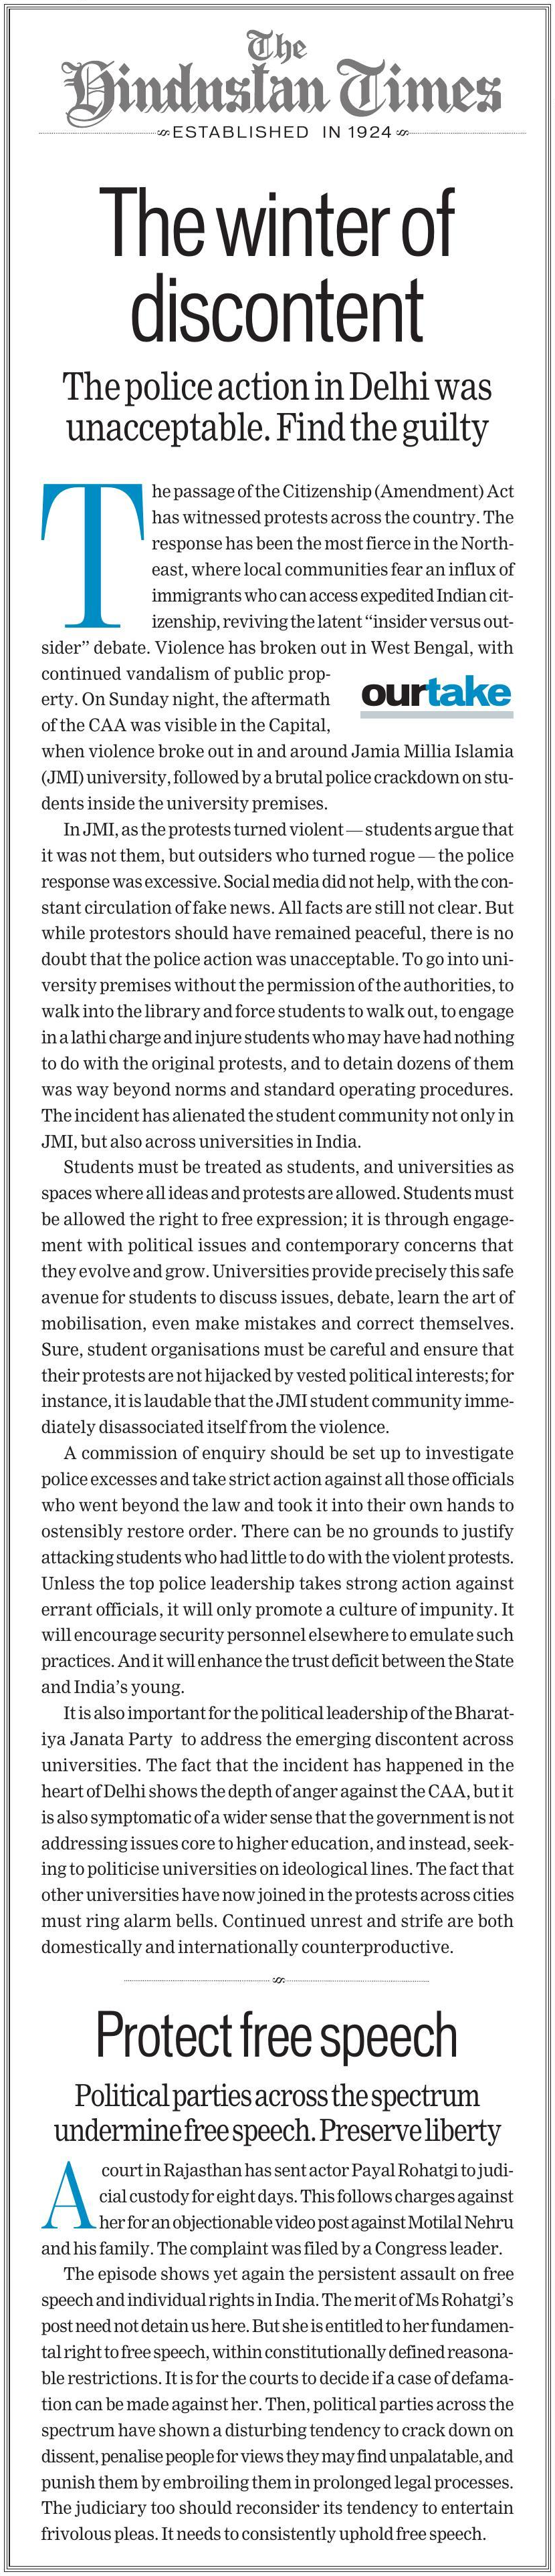 The
Hindustan Times
ESTABLISHED IN 1924
The winter of
discontent
The police action in Delhi was
unacceptable. Find the guilty
The passage of the Citizenship (Amendment) Act
has witnessed protests across the country. The
response has been the most fierce in the North-
east, where local communities fear an influx of
immigrants who can access expedited Indian cit-
izenship, reviving the latent “insider versus out-
sider” debate. Violence has broken out in West Bengal, with
continued vandalism of public prop-
erty. On Sunday night, the aftermath
of the CAA was visible in the Capital,
ourtake
when violence broke out in and around Jamia Millia Islamia
(JMI) university, followed by a brutal police crackdown on stu-
dents inside the university premises.
In JMI, as the protests turned violent — students argue that
it was not them, but outsiders who turned rogue — the police
response was excessive. Social media did not help, with the con-
stant circulation of fake news. All facts are still not clear. But
while protestors should have remained peaceful, there is no
doubt that the police action was unacceptable. To go into uni-
versity premises without the permission of the authorities, to
walk into the library and force students to walk out, to engage
in a lathi charge and injure students who may have had nothing
to do with the original protests, and to detain dozens of them
was way beyond norms and standard operating procedures.
The incident has alienated the student community not only in
JMI, but also across universities in India.
Students must be treated as students, and universities as
spaces where all ideas and protests are allowed. Students must
be allowed the right to free expression; it is through engage-
ment with political issues and contemporary concerns that
they evolve and grow. Universities provide precisely this safe
avenue for students to discuss issues, debate, learn the art of
mobilisation, even make mistakes and correct themselves.
Sure, student organisations must be careful and ensure that
their protests are not hijacked by vested political interests; for
instance, it is laudable that the JMI student community imme-
diately disassociated itself from the violence.
A commission of enquiry should be set up to investigate
police excesses and take strict action against all those officials
who went beyond the law and took it into their own hands to
ostensibly restore order. There can be no grounds to justify
attacking students who had little to do with the violent protests.
Unless the top police leadership takes strong action against
errant officials, it will only promote a culture of impunity. It
will encourage security personnel elsewhere to emulate such
practices. And it will enhance the trust deficit between the State
and India’s young.
It is also important for the political leadership of the Bharat-
iya Janata Party to address the emerging discontent across
universities. The fact that the incident has happened in the
heart of Delhi shows the depth of anger against the CAA, but it
is also symptomatic of a wider sense that the government is not
addressing issues core to higher education, and instead, seek-
ing to politicise universities on ideological lines. The fact that
other universities have now joined in the protests across cities
must ring alarm bells. Continued unrest and strife are both
domestically and internationally counterproductive.
Protect free speech
Political parties across the spectrum
undermine free speech. Preserve liberty
A court in Rajasthan has sent actor Payal Rohatgi to judi-
cial custody for eight days. This follows charges against
her for an objectionable video post against Motilal Nehru
and his family. The complaint was filed by a Congress leader.
The episode shows yet again the persistent assault on free
speech and individual rights in India. The merit of Ms Rohatgi’s
post need not detain us here. But she is entitled to her fundamen-
tal right to free speech, within constitutionally defined reasona-
ble restrictions. It is for the courts to decide if a case of defama-
tion can be made against her. Then, political parties across the
spectrum have shown a disturbing tendency to crack down on
dissent, penalise people for views they may find unpalatable, and
punish them by embroiling them in prolonged legal processes.
The judiciary too should reconsider its tendency to entertain
frivolous pleas. It needs to consistently uphold free speech.